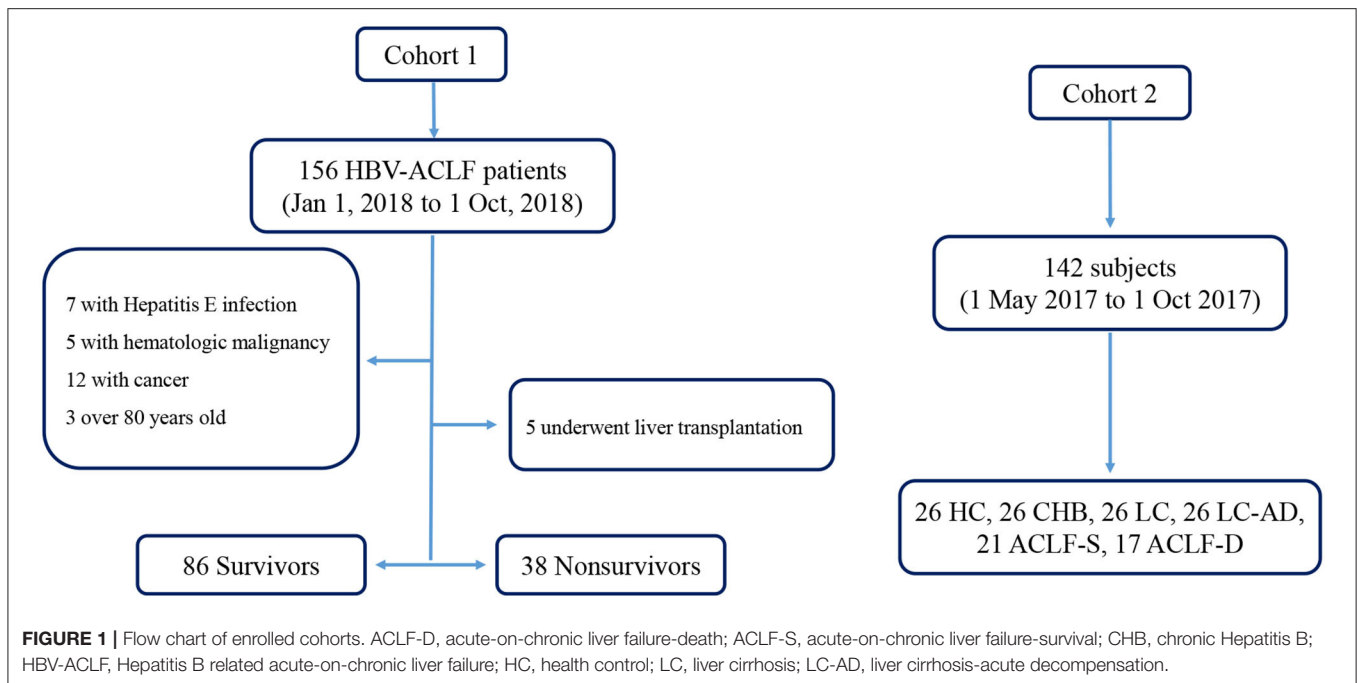 Cohort 1
156 HBV-ACLF patients
(Jan 1, 2018 to 1 Oct, 2018)
7 with Hepatitis E infection
5 with hematologic malignancy
12 with cancer
3 over 80 years old
5 underwent liver transplantation
86 Survivors
38 Nonsurvivors
Cohort 2
142 subjects
(1 May 2017 to 1 Oct 2017)
26 HC, 26 CHB, 26 LC, 26 LC-AD,
21 ACLF-S, 17 ACLF-D
FIGURE 1 | Flow chart of enrolled cohorts. ACLF-D, acute-on-chronic liver failure-death; ACLF-S, acute-on-chronic liver failure-survival; CHB, chronic Hepatitis B;
HBV-ACLF, Hepatitis B related acute-on-chronic liver failure; HC, health control; LC, liver cirrhosis; LC-AD, liver cirrhosis-acute decompensation.